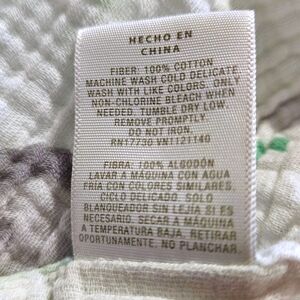 HECHO EN
CHINA
FIBER: 100% COTTON
MACHINE WASH COLD DELICATE
WASH WITH LIKE COLORS, ONLY
NON-CHLORINE BLEACH WHEN
NEEDED, TUMBLE DRY LOW,
REMOVE PROMPTLY.
DO NOT IRON.
RN17730 VN1121140
FIBRA: 100% ALGODÓN
LAVAR A MÁQUINA CON AGUA
FRÍA CON COLORES SIMILARES,
CICLO DELICADO. SOLO
BLANQUEADOR SIN LEJIA SI ES
NECESARIO. SECAR A MÁQUINA
A TEMPERATURA BAJA. RETIRAR
OPORTUNAMENTE. NO PLANCHAR.